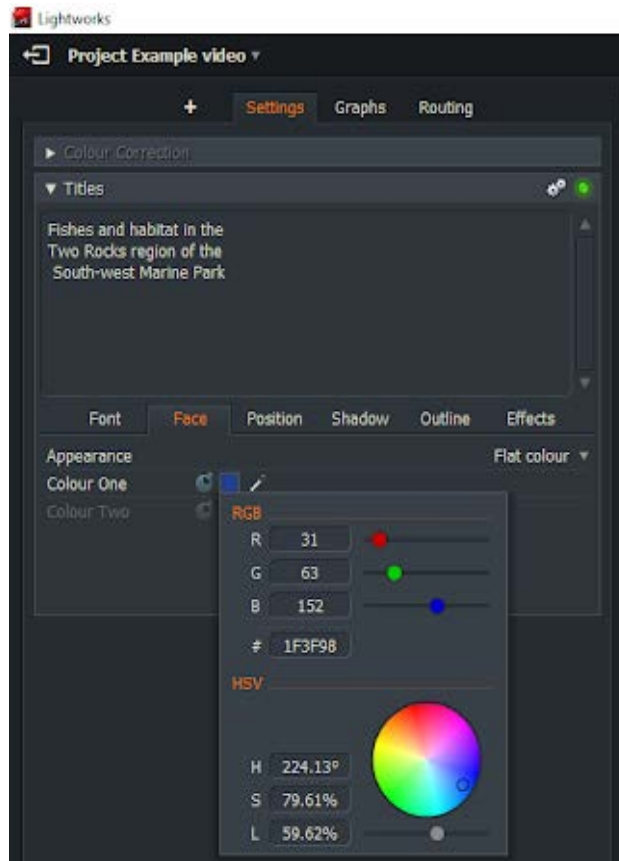 Lightworks
Project Example video
+ Settings Graphs Routing
Colour Correction
Titles
Fishes and habitat in the
Two Rocks region of the
South-west Marine Park
Font Face Position Shadow Outline Effects
Appearance Flat colour
Colour One
Colour Two
RGB
R 31
G 63
B 152
# 1F3F98
HSV
H 224.13º
S 79.61%
L 59.62%